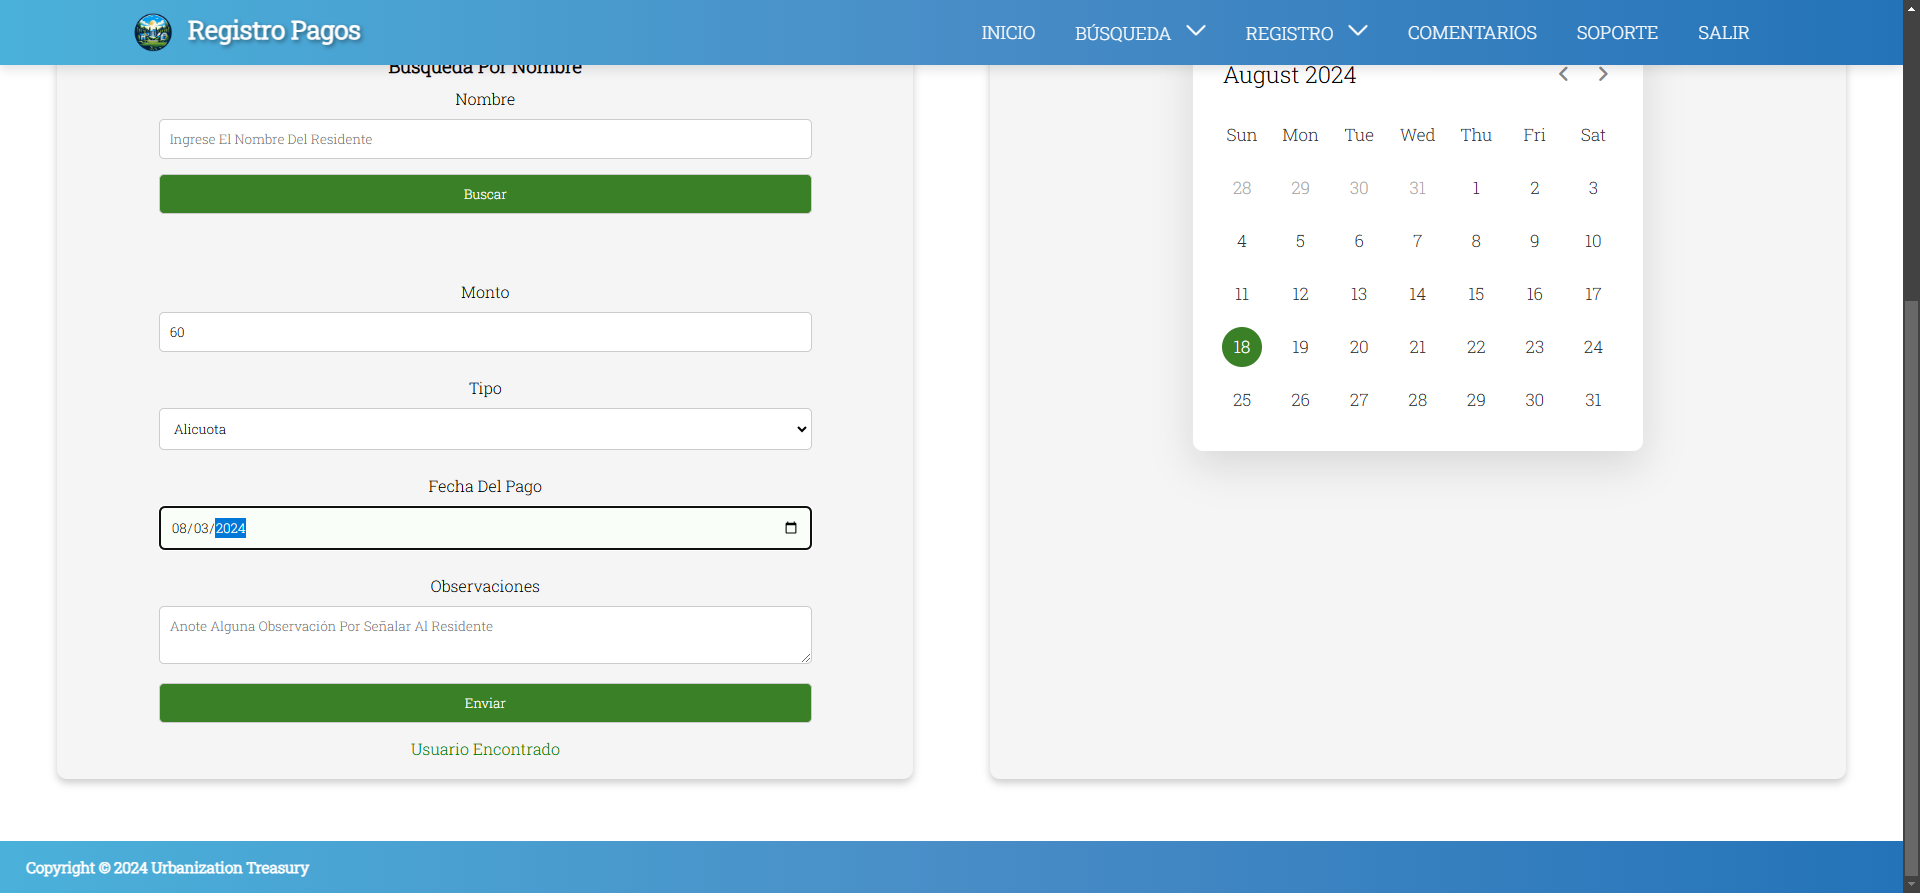 Registro Pagos
INICIO BÚSQUEDA REGISTRO COMENTARIOS SOPORTE SALIR
Búsqueda Por Nombre
Nombre
Ingrese El Nombre Del Residente
Buscar
Monto
60
Tipo
Alicuota
Fecha Del Pago
08/03/2024
Observaciones
Anote Alguna Observación Por Señalar Al Residente
Enviar
Usuario Encontrado
August 2024
Sun Mon Tue Wed Thu Fri Sat
28 29 30 31 1 2 3
4 5 6 7 8 9 10
11 12 13 14 15 16 17
18 19 20 21 22 23 24
25 26 27 28 29 30 31
Copyright © 2024 Urbanization Treasury